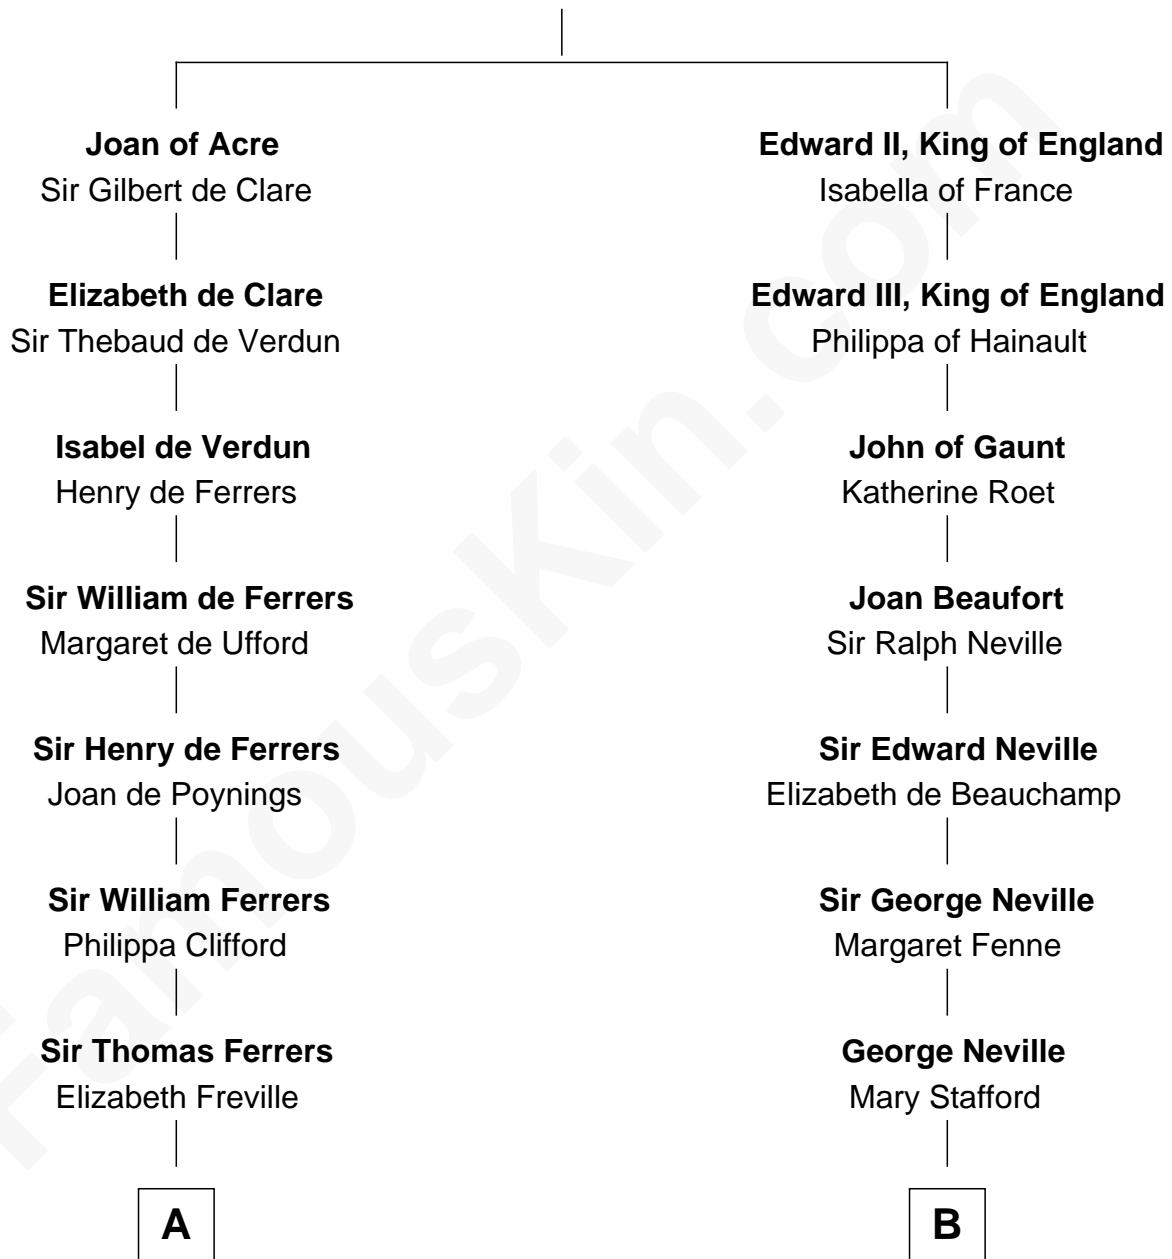 Joan of Acre
Sir Gilbert de Clare
Edward II, King of England
Isabella of France
Elizabeth de Clare
Sir Thebaud de Verdun
Edward III, King of England
Philippa of Hainault
Isabel de Verdun
Henry de Ferrers
John of Gaunt
Katherine Roet
Sir William de Ferrers
Margaret de Ufford
Joan Beaufort
Sir Ralph Neville
Sir Henry de Ferrers
Joan de Poynings
Sir Edward Neville
Elizabeth de Beauchamp
Sir William Ferrers
Philippa Clifford
Sir George Neville
Margaret Fenne
Sir Thomas Ferrers
Elizabeth Freville
George Neville
Mary Stafford
A
B
FamousKin.com